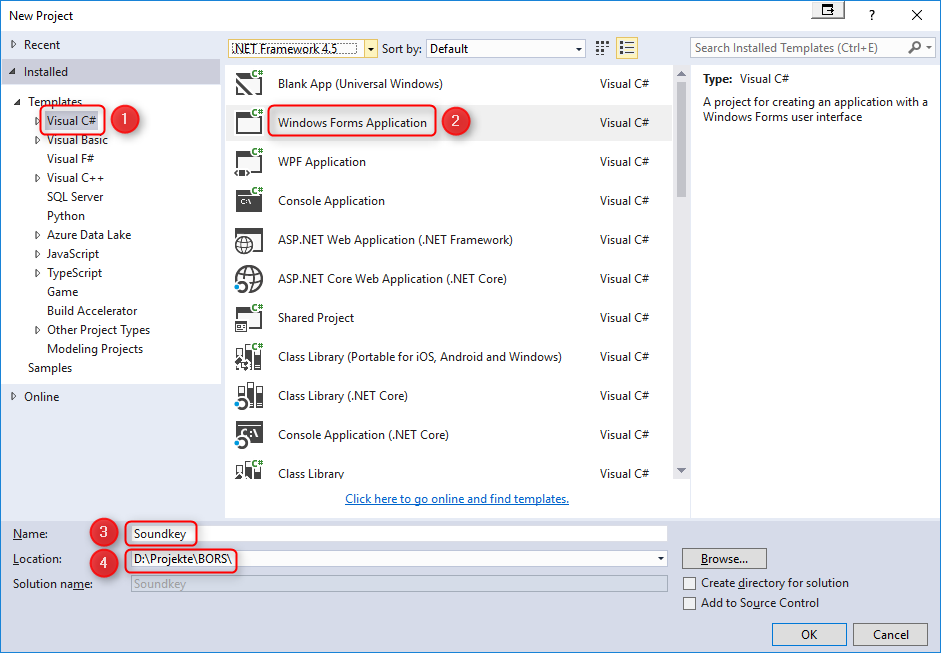 New Project
?
Recent
.NET Framework 4.5
Sort by:
Default
Search Installed Templates (Ctrl+E)
Installed
Templates
Visual C#
1
Visual Basic
Visual F#
Visual C++
SQL Server
Python
Azure Data Lake
JavaScript
TypeScript
Game
Build Accelerator
Other Project Types
Modeling Projects
Samples
Online
C# Blank App (Universal Windows) Visual C#
C# Windows Forms Application 2 Visual C#
C# WPF Application Visual C#
C# Console Application Visual C#
C# ASP.NET Web Application (.NET Framework) Visual C#
C# ASP.NET Core Web Application (.NET Core) Visual C#
C# Shared Project Visual C#
C# Class Library (Portable for iOS, Android and Windows) Visual C#
C# Class Library (.NET Core) Visual C#
C# Console Application (.NET Core) Visual C#
C# Class Library Visual C#
Click here to go online and find templates.
Type: Visual C#
A project for creating an application with a
Windows Forms user interface
Name: 3 Soundkey
Location: 4 D:\Projekte\BORS\
Browse...
Solution name: Soundkey
Create directory for solution
Add to Source Control
OK
Cancel